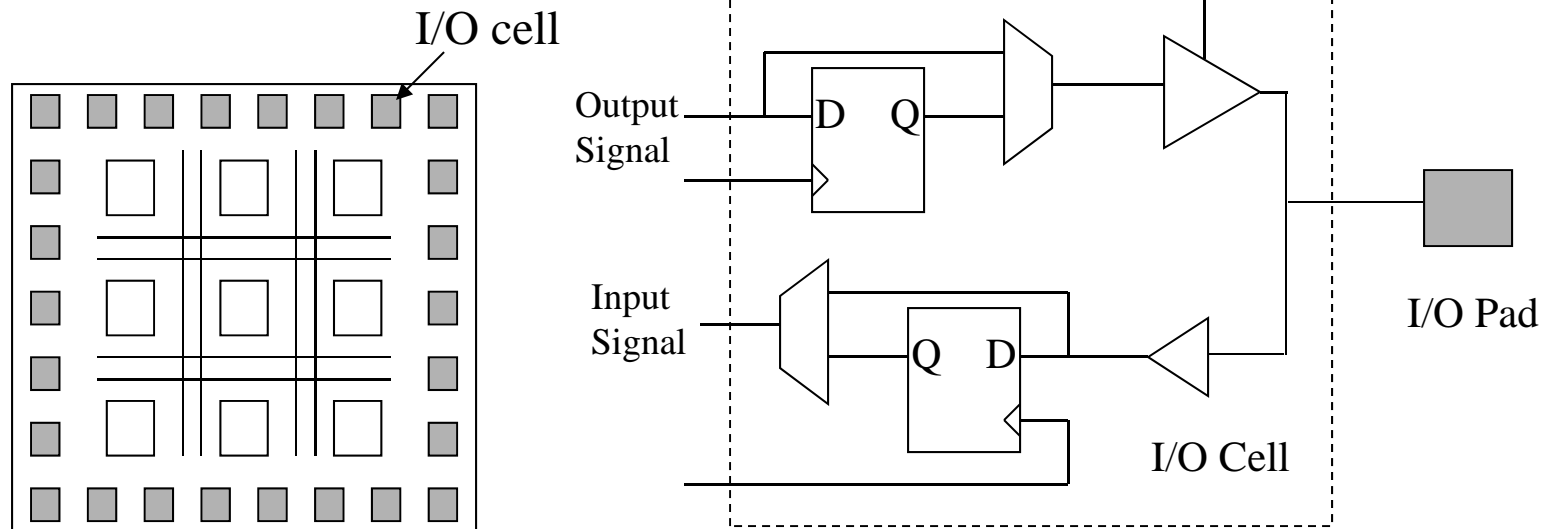 I/O cell
Output
Signal
D
Q
Input
Signal
Q
D
I/O Pad
I/O Cell